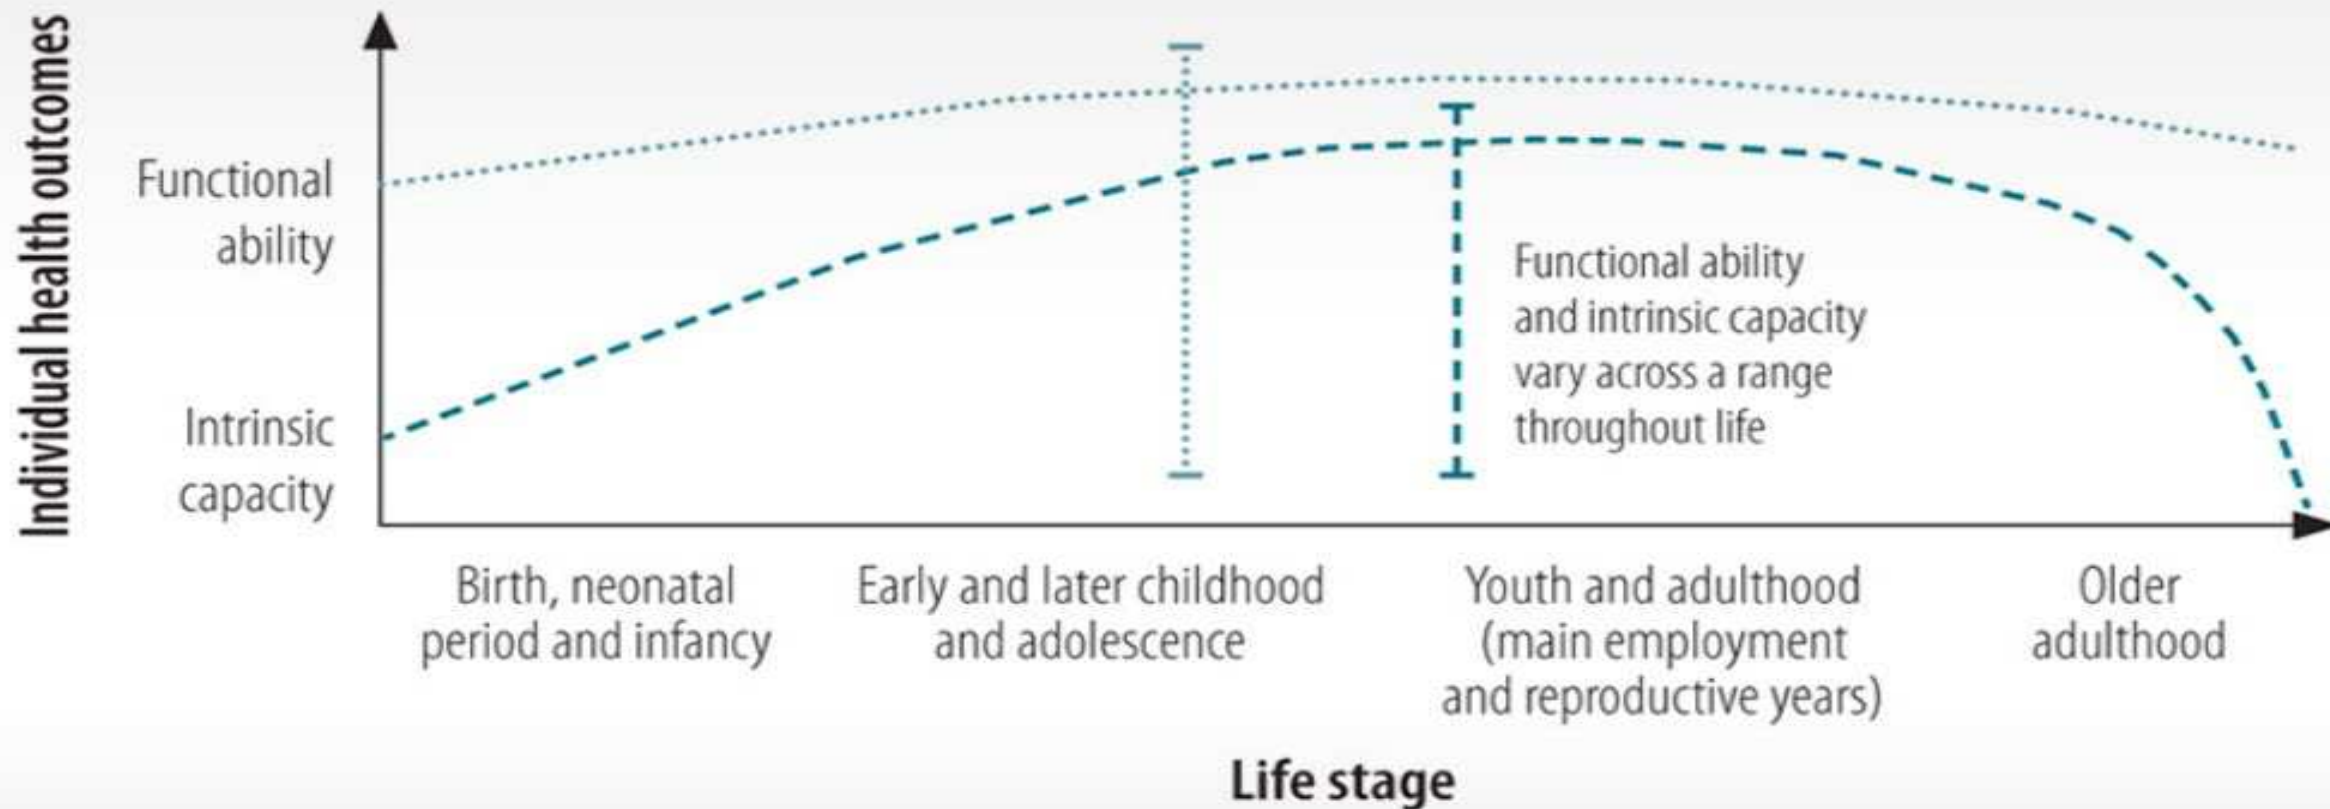 Individual health outcomes
Functional
ability
Intrinsic
capacity
Functional ability
and intrinsic capacity
vary across a range
throughout life
Birth, neonatal
period and infancy
Early and later childhood
and adolescence
Youth and adulthood
(main employment
and reproductive years)
Older
adulthood
Life stage